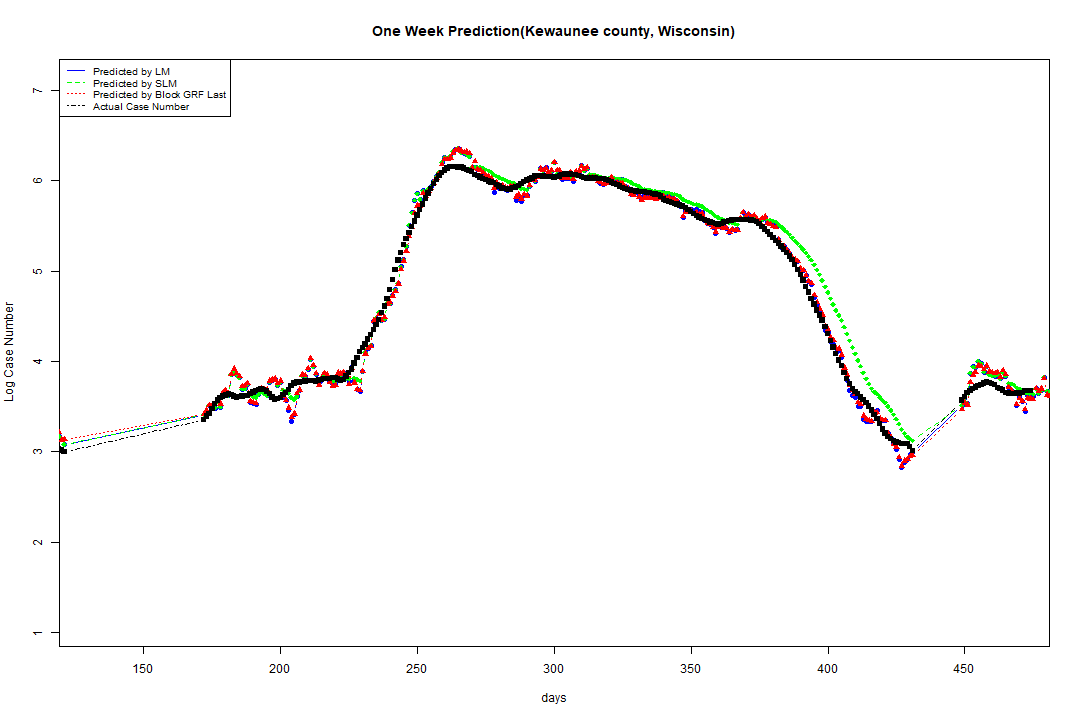 One Week Prediction(Kewaunee county, Wisconsin)
Predicted by LM
Predicted by SLM
Predicted by Block GRF Last
Actual Case Number
Log Case Number
7
6
5
4
3
2
1
150 200 250 300 350 400 450
days